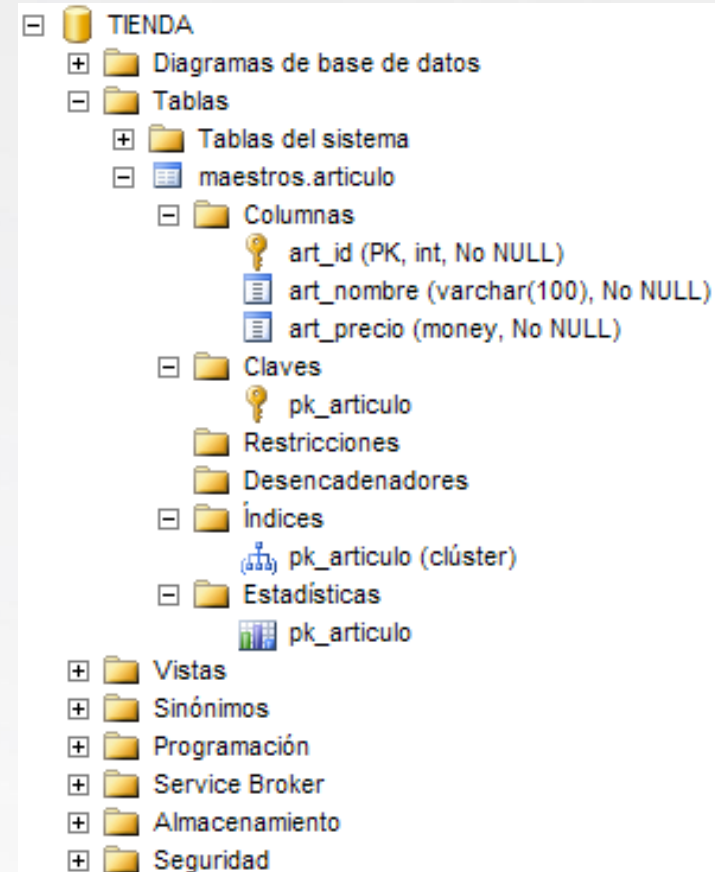 TIENDA
Diagramas de base de datos
Tablas
Tablas del sistema
maestros.articulo
Columnas
art_id (PK, int, No NULL)
art_nombre (varchar(100), No NULL)
art_precio (money, No NULL)
Claves
pk_articulo
Restricciones
Desencadenadores
Índices
pk_articulo (clúster)
Estadísticas
pk_articulo
Vistas
Sinónimos
Programación
Service Broker
Almacenamiento
Seguridad